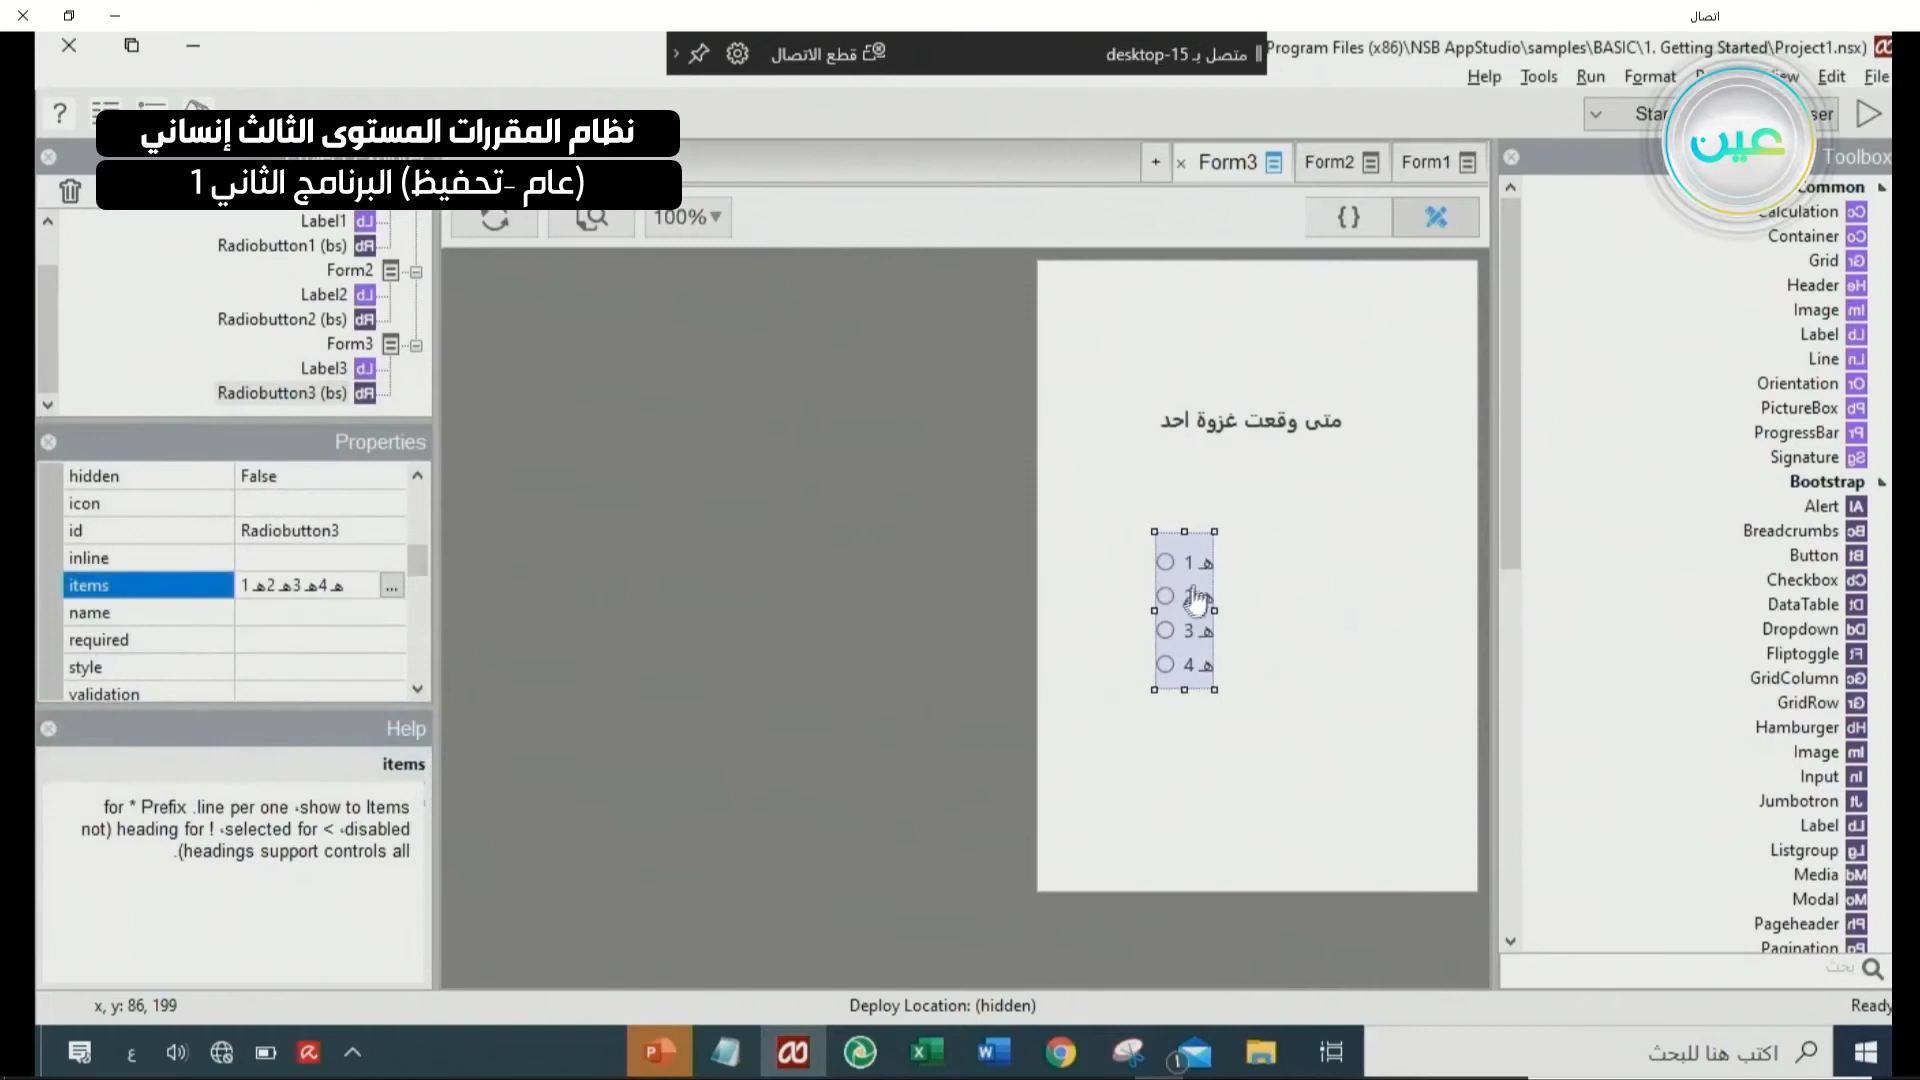 اتصال
Program Files (x86)\NSB AppStudio\samples\BASIC\1. Getting Started\Project1.nsx)
متصل بـ desktop-15
قطع الاتصال
File
Edit
Format
Run
Tools
Help
نظام المقررات المستوى الثالث إنساني
(عام -تحفيظ) البرنامج الثاني 1
عين
Form3
Form2
Form1
100%
{}
Label1
Radiobutton1 (bs)
Form2
Label2
Radiobutton2 (bs)
Form3
Label3
Radiobutton3 (bs)
Properties
hidden False
icon
id Radiobutton3
inline
items 1هـ 2هـ 3هـ 4هـ ...
name
required
style
validation
Help
items
for * Prefix .line per one ،show to Items
not) heading for ! ،selected for < ،disabled
.(headings support controls all
متى وقعت غزوة احد
1 هـ
3 هـ
4 هـ
Toolbox
Common
Calculation
Container
Grid
Header
Image
Label
Line
Orientation
PictureBox
ProgressBar
Signature
Bootstrap
Alert
Breadcrumbs
Button
Checkbox
DataTable
Dropdown
Fliptoggle
GridColumn
GridRow
Hamburger
Image
Input
Jumbotron
Label
Listgroup
Media
Modal
Pageheader
Pagination
بحث
x, y: 86, 199
Deploy Location: (hidden)
Ready
اكتب هنا للبحث
ع
1